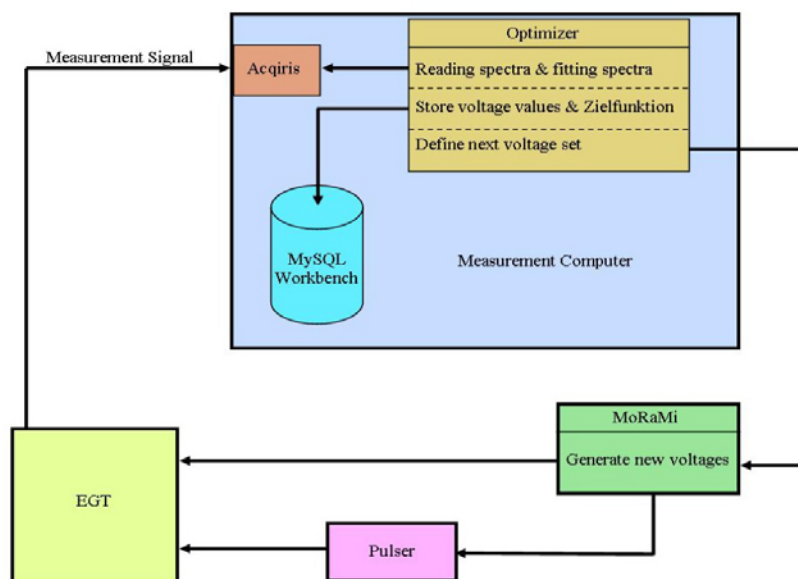 Optimizer
Measurement Signal
Acqiris
Reading spectra & fitting spectra
Store voltage values & Zielfunktion
Define next voltage set
MySQL
Workbench
Measurement Computer
MoRaMi
Generate new voltages
EGT
Pulser